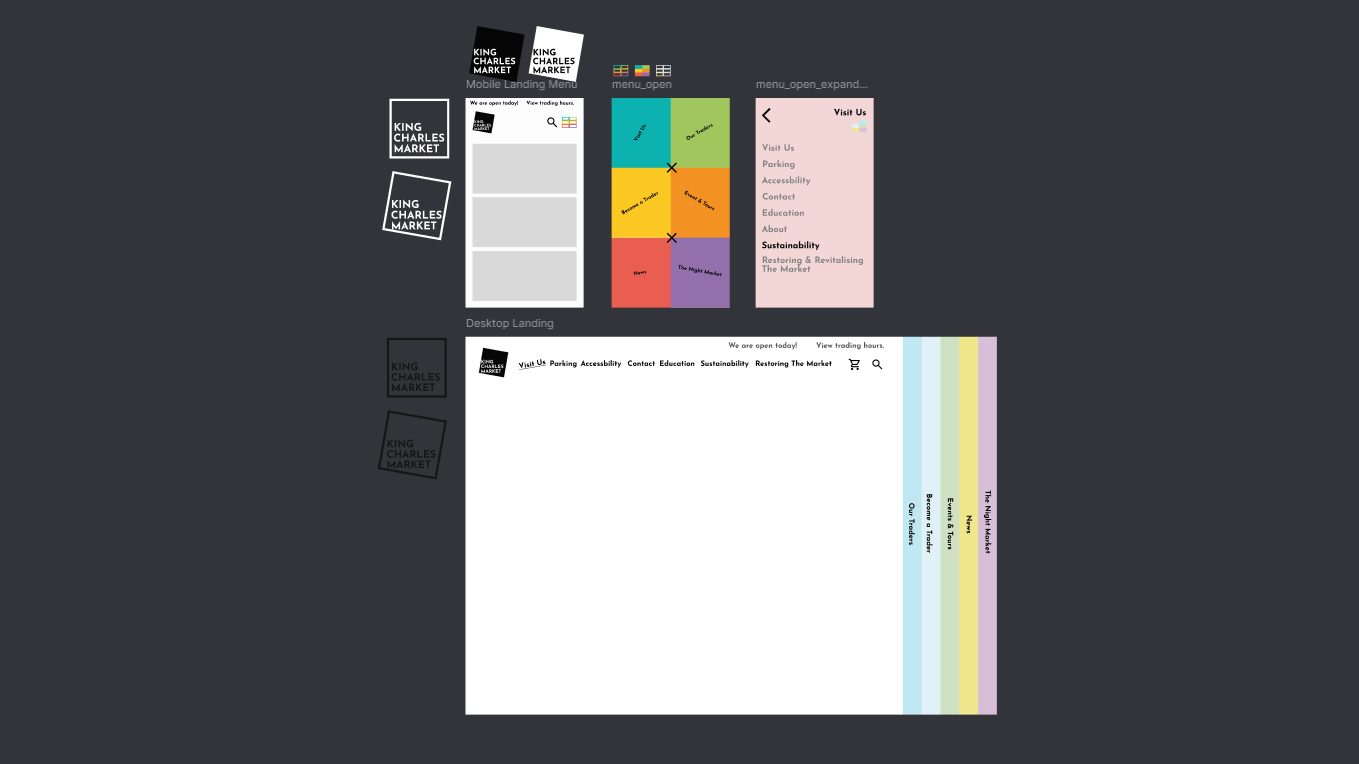 KING
CHARLES
MARKET
KING
CHARLES
MARKET
Mobile Landing Menu
menu_open
menu_open_expand...
KING
CHARLES
MARKET
KING
CHARLES
MARKET
We are open today! View trading hours.
KING
CHARLES
MARKET
Visit Us
Our Traders
Become a Trader
Event & Tours
News
The Night Market
Visit Us
Visit Us
Parking
Accessbility
Contact
Education
About
Sustainability
Restoring & Revitalising
The Market
Desktop Landing
KING
CHARLES
MARKET
KING
CHARLES
MARKET
We are open today! View trading hours.
KING
CHARLES
MARKET
Visit Us Parking Accessbility Contact Education Sustainability Restoring The Market
Our Traders
Become a Trader
Events & Tours
News
The Night Market